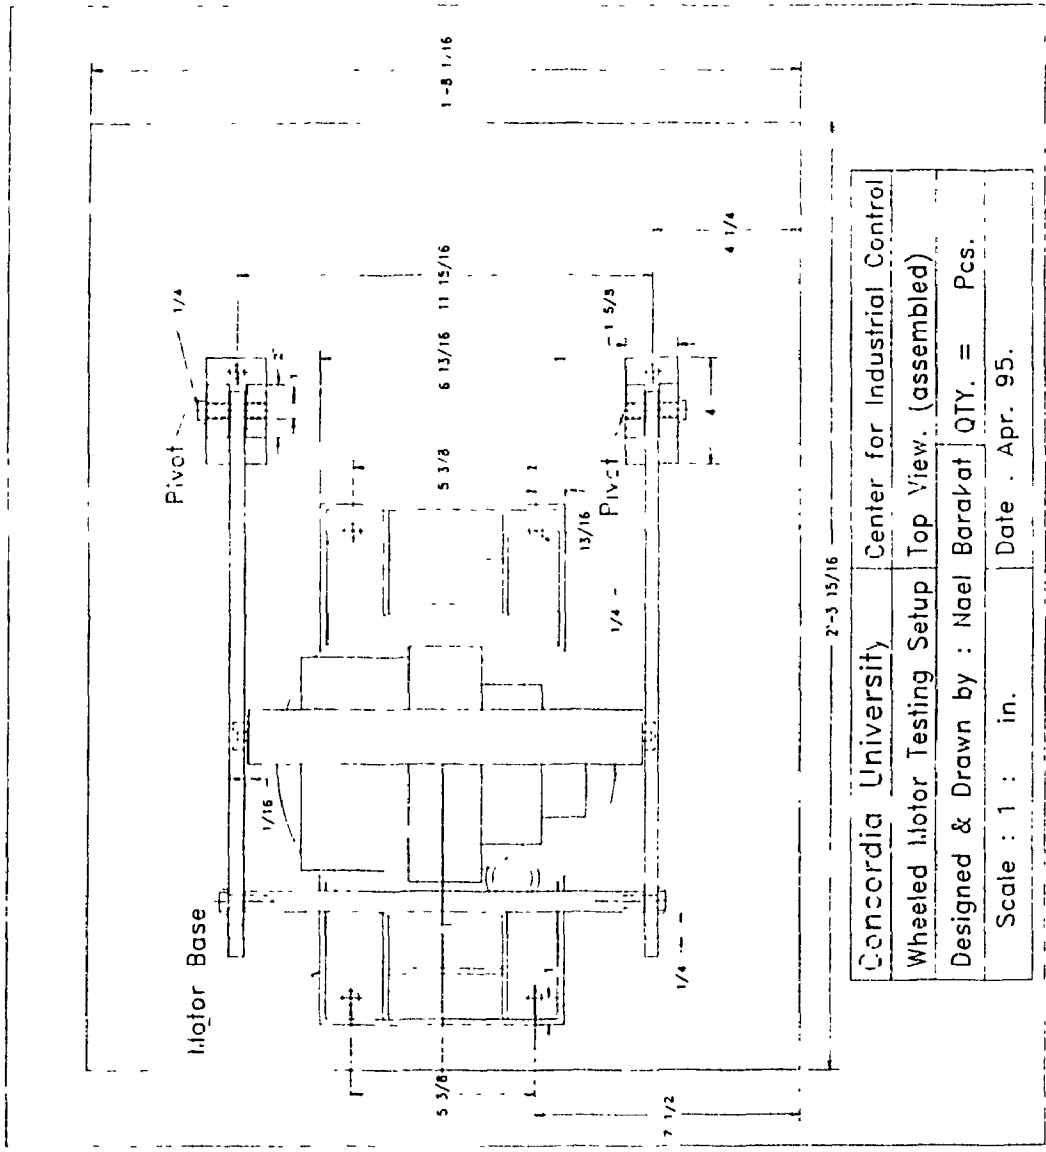 Motor Base
Pivot
1/4
1-8 1/16
1/16
2
1
5 3/8
6 13/16
11 15/16
5 3/8
13/16
Pivot
1 5/8
4
4 1/4
1/4
1/4
1
7 1/2
2'-3 15/16
Concordia University
Center for Industrial Control
Wheeled Motor Testing Setup
Top View. (assembled)
Designed & Drawn by : Nael Barakat
QTY. = Pcs.
Scale : 1 : in.
Date . Apr. 95.